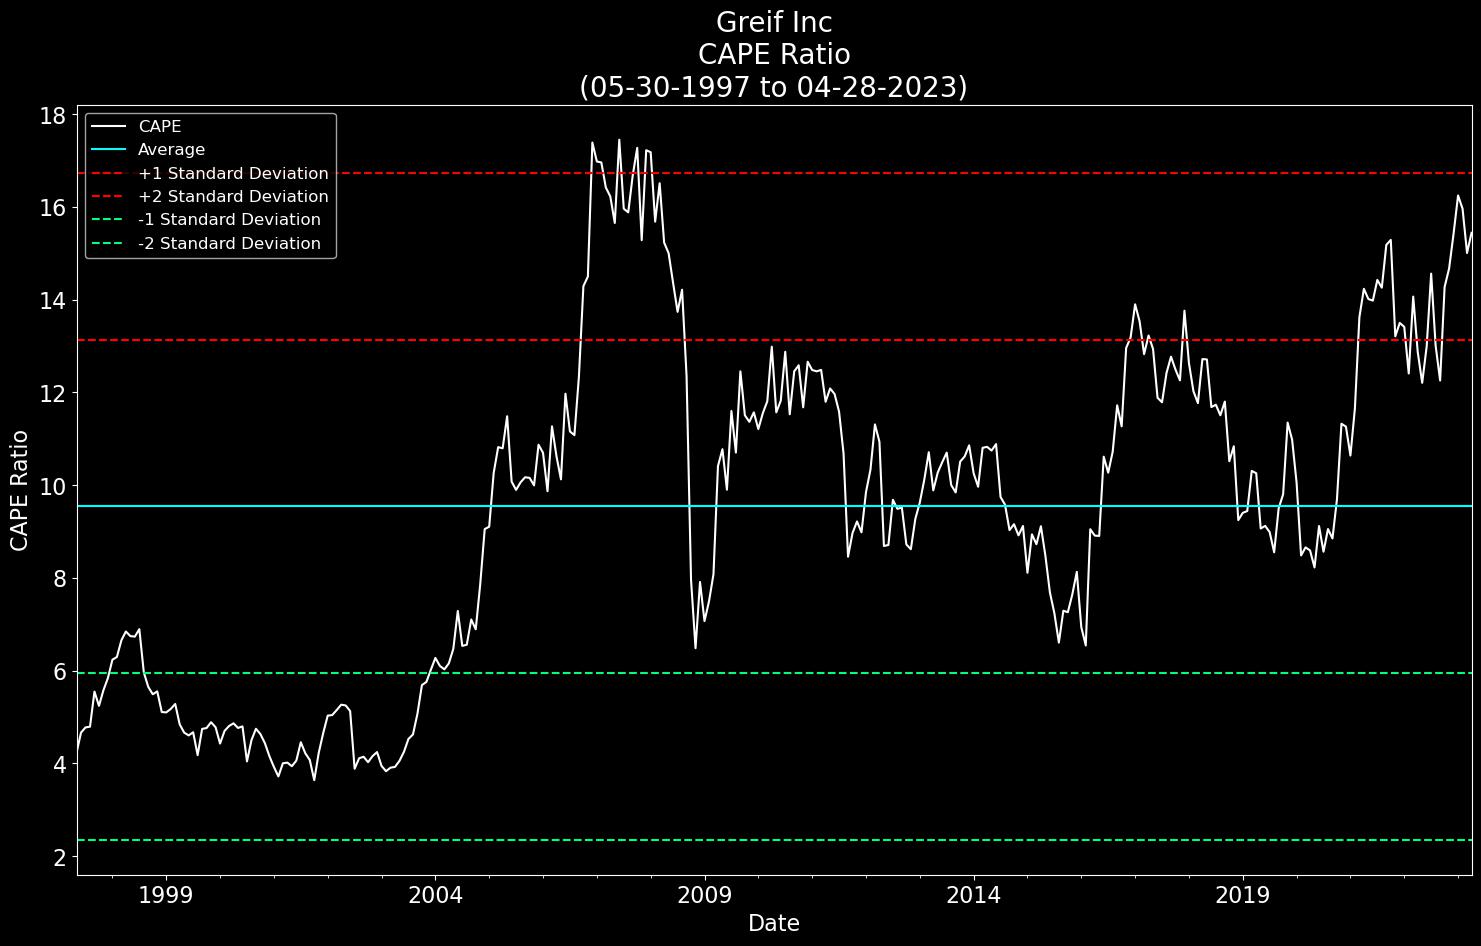 Greif Inc
CAPE Ratio
(05-30-1997 to 04-28-2023)
CAPE
Average
+1 Standard Deviation
+2 Standard Deviation
-1 Standard Deviation
-2 Standard Deviation
18
16
14
12
10
8
6
4
2
CAPE Ratio
1999
2004
2009
2014
2019
Date